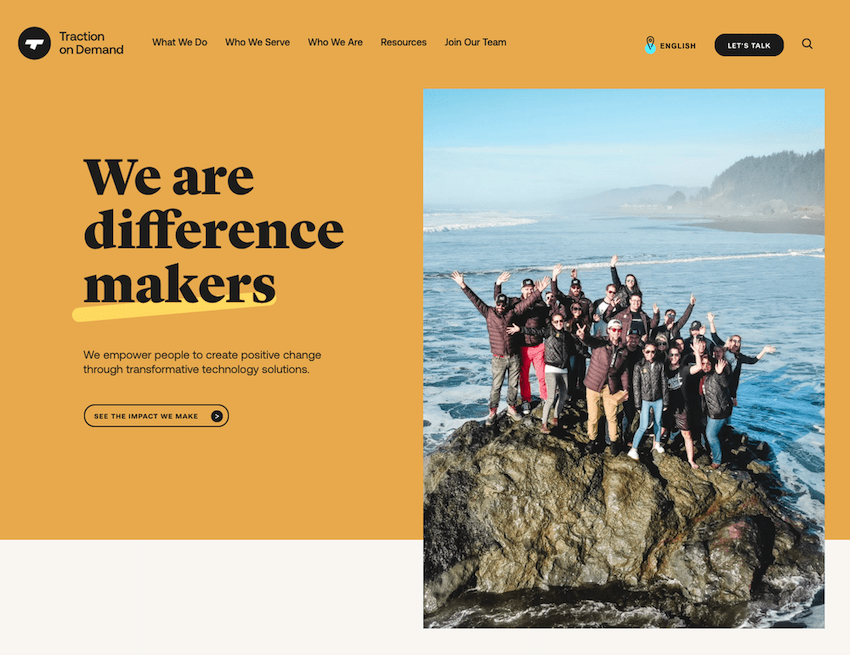 Traction
on Demand
What We Do
Who We Serve
Who We Are
Resources
Join Our Team
ENGLISH
LET'S TALK
We are
difference
makers
We empower people to create positive change
through transformative technology solutions.
SEE THE IMPACT WE MAKE